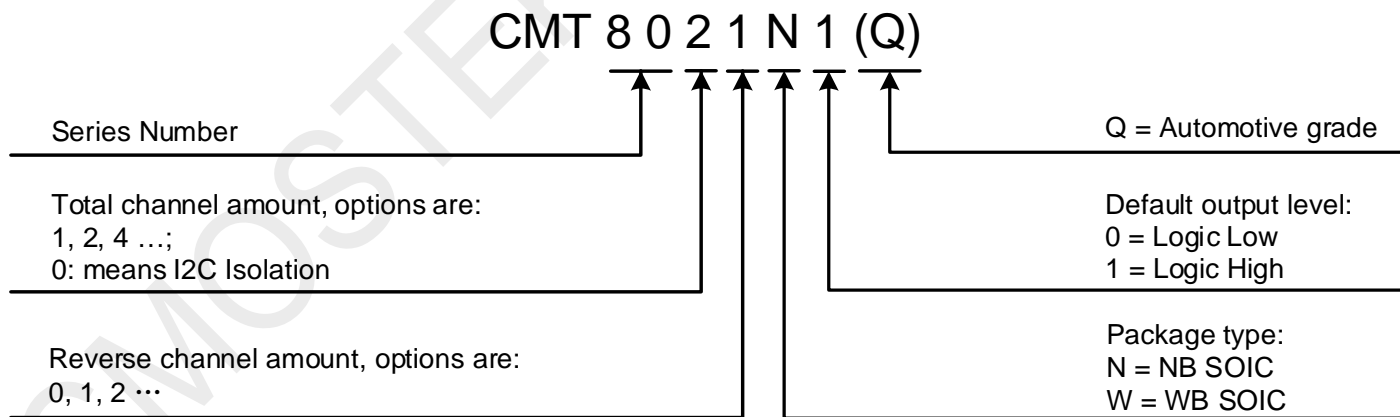 CMT 8 0 2 1 N 1 (Q)
Series Number
Q = Automotive grade
Total channel amount, options are:
1, 2, 4 …;
0: means I2C Isolation
Default output level:
0 = Logic Low
1 = Logic High
Reverse channel amount, options are:
0, 1, 2 ···
Package type:
N = NB SOIC
W = WB SOIC